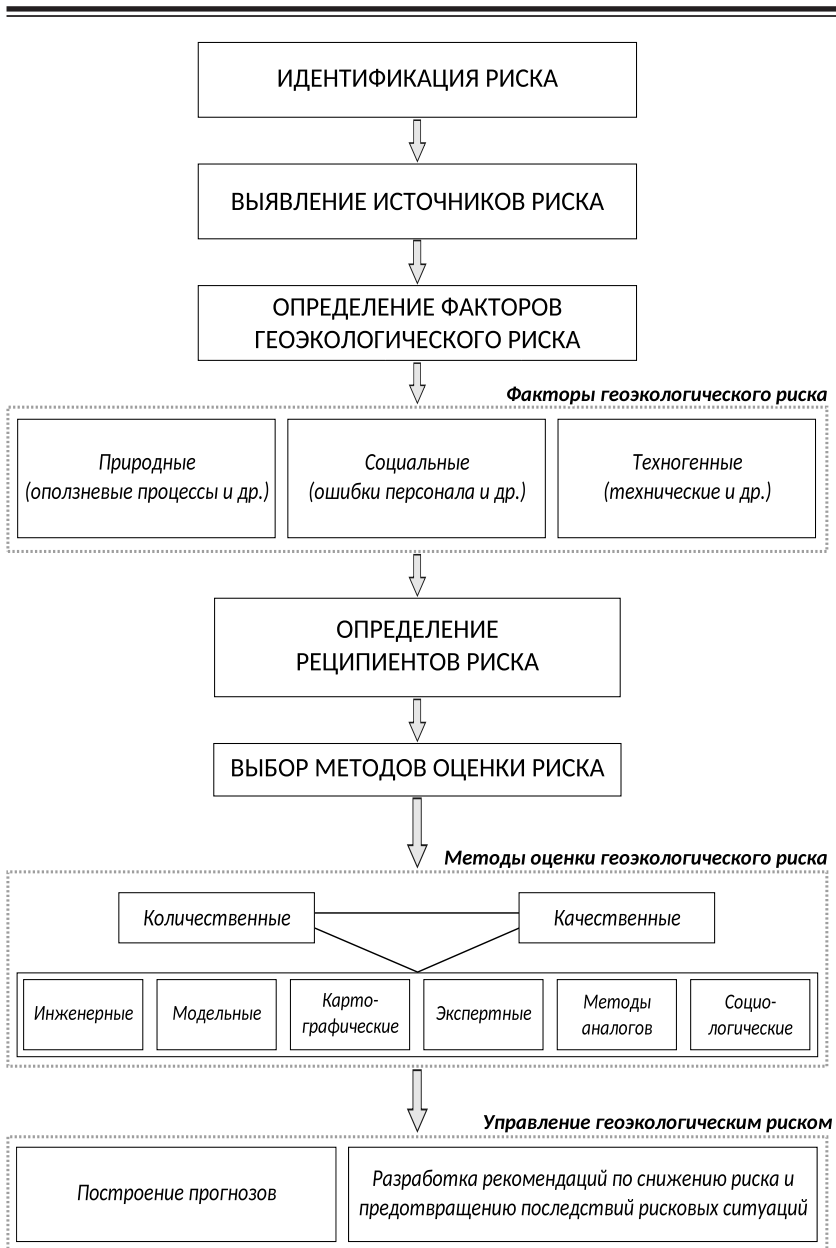 ИДЕНТИФИКАЦИЯ РИСКА
ВЫЯВЛЕНИЕ ИСТОЧНИКОВ РИСКА
ОПРЕДЕЛЕНИЕ ФАКТОРОВ
ГЕОЭКОЛОГИЧЕСКОГО РИСКА
Факторы геоэкологического риска
Природные
(оползневые процессы и др.)
Социальные
(ошибки персонала и др.)
Техногенные
(технические и др.)
ОПРЕДЕЛЕНИЕ
РЕЦИПИЕНТОВ РИСКА
ВЫБОР МЕТОДОВ ОЦЕНКИ РИСКА
Методы оценки геоэкологического риска
Количественные
Качественные
Инженерные
Модельные
Карто-
графические
Экспертные
Методы
аналогов
Социо-
логические
Управление геоэкологическим риском
Построение прогнозов
Разработка рекомендаций по снижению риска и
предотвращению последствий рисковых ситуаций